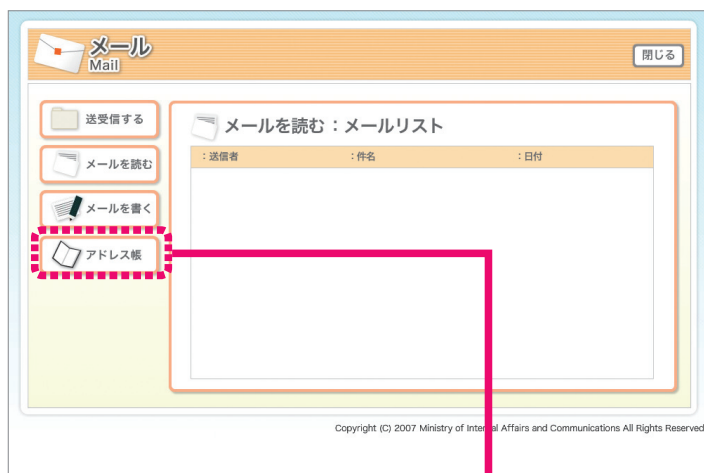 メール
Mail
閉じる
送受信する
メールを読む
メールを書く
アドレス帳
メールを読む：メールリスト
：送信者 ：件名 ：日付
Copyright (C) 2007 Ministry of Internal Affairs and Communications All Rights Reserved